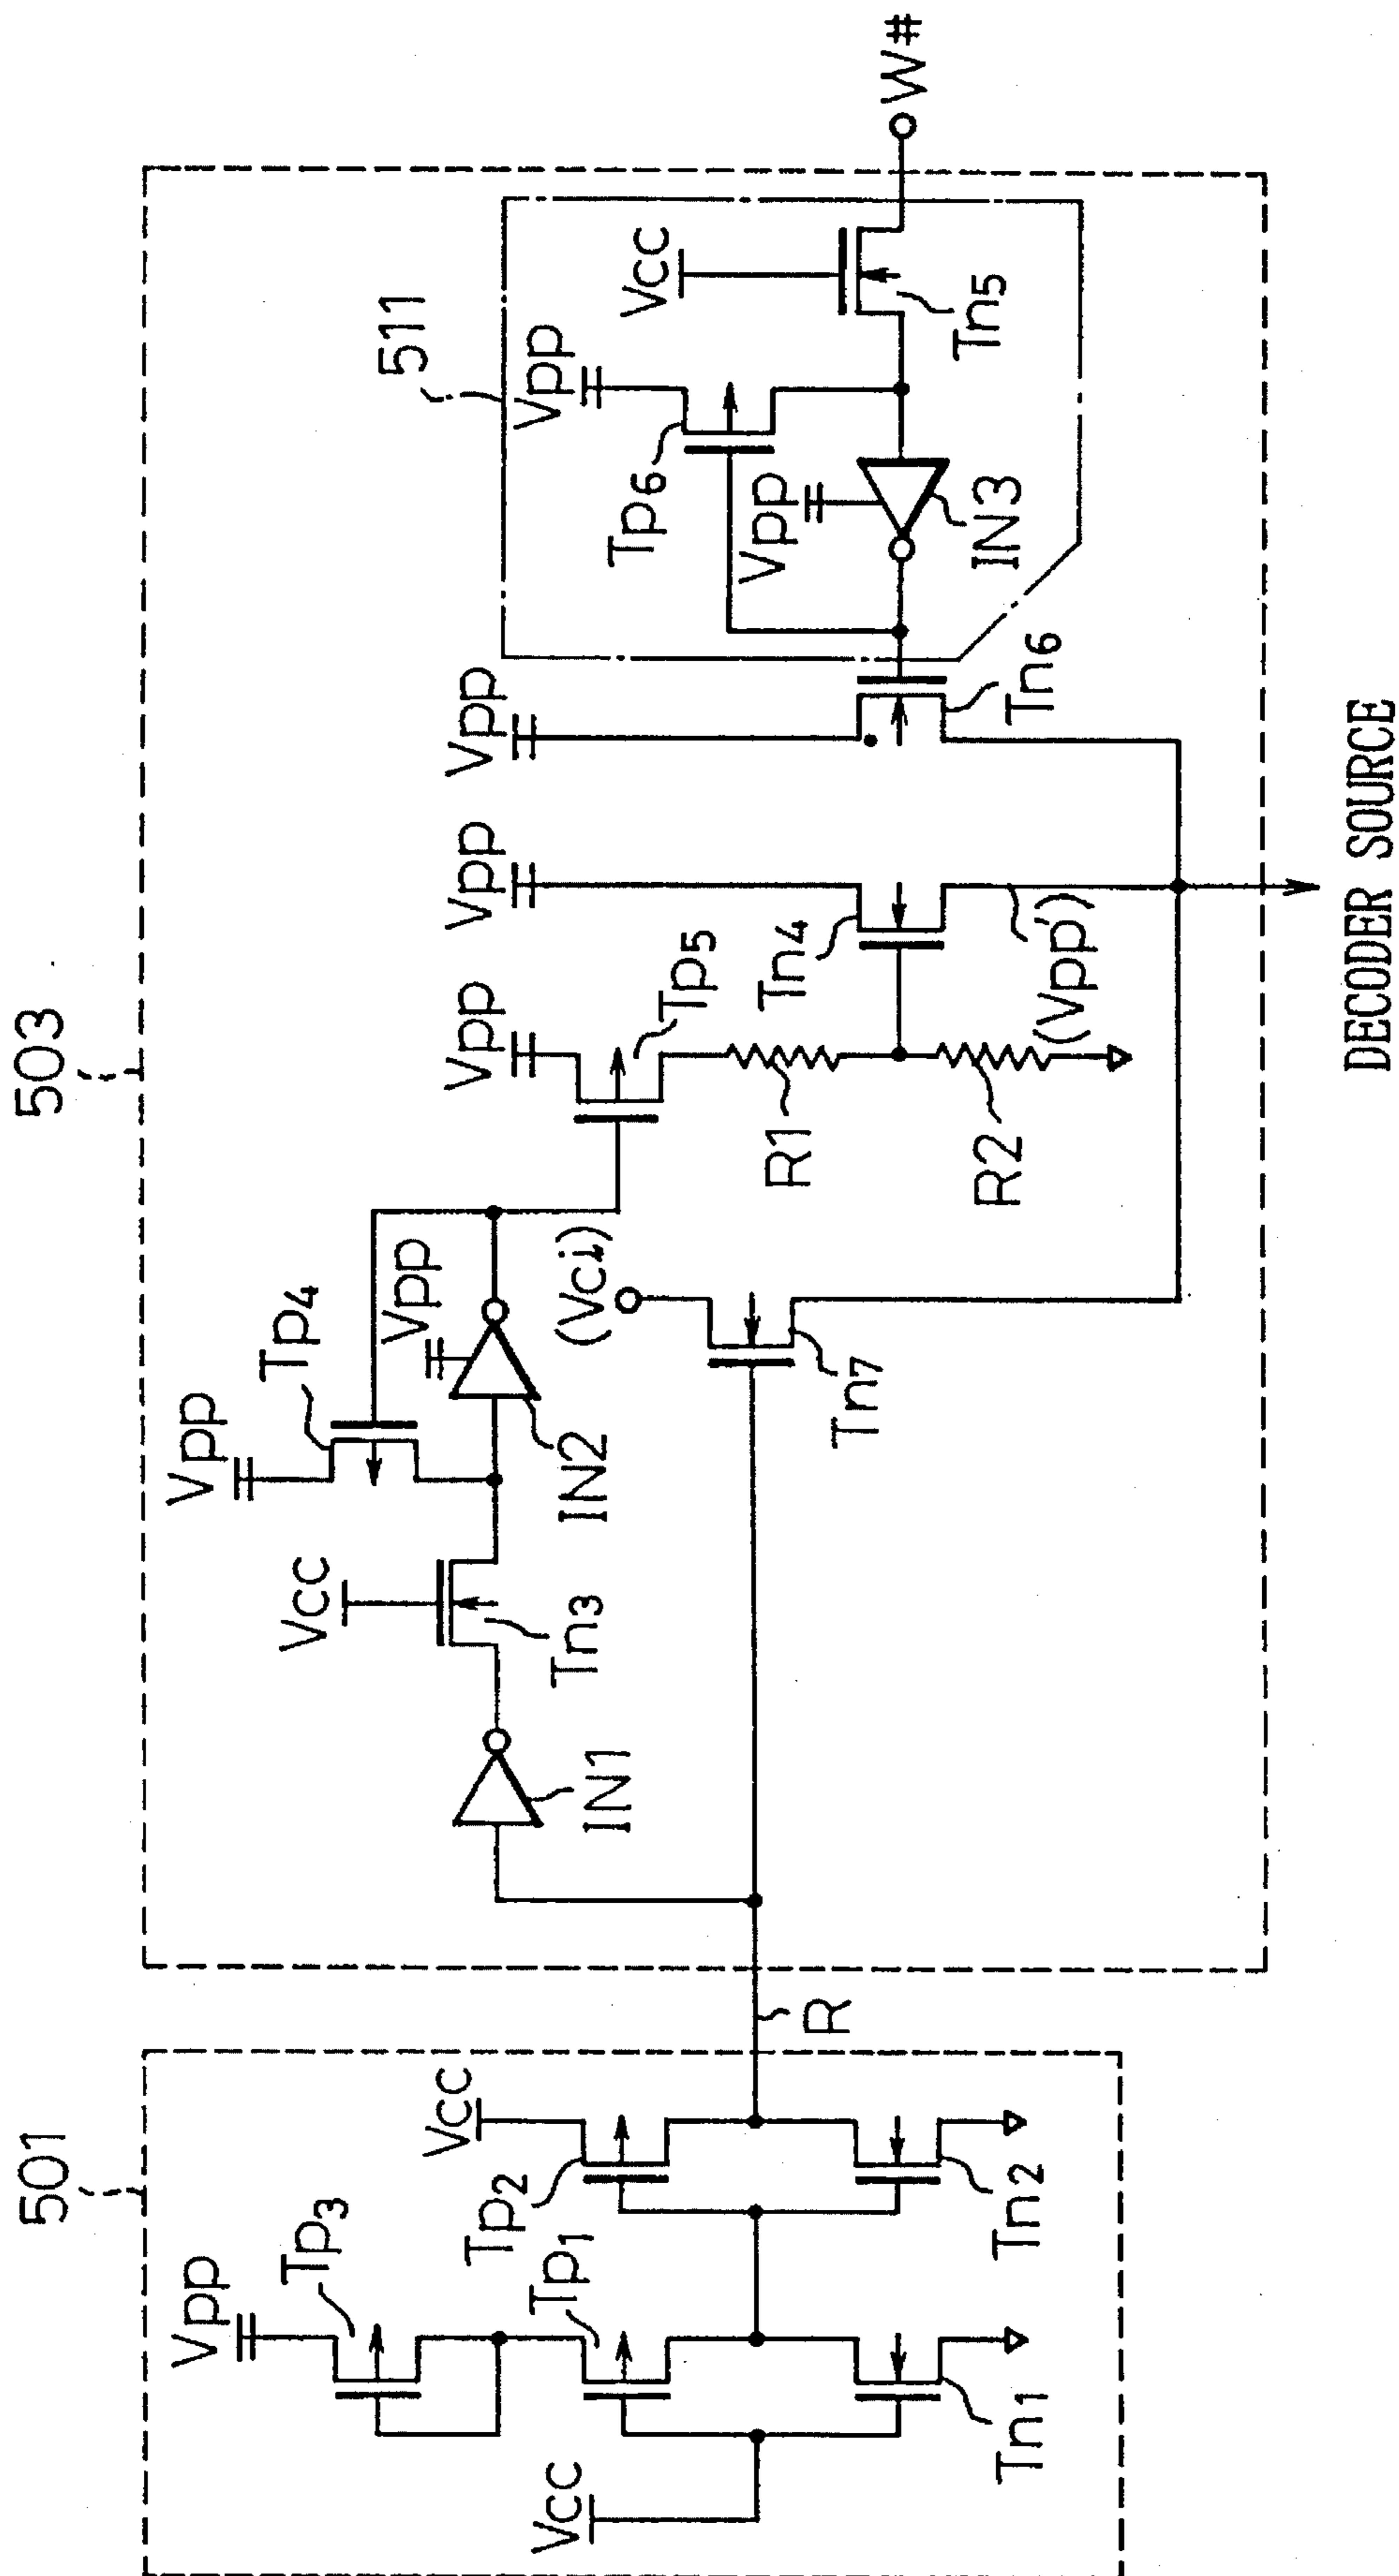 501
503
Vpp
Tp3
Vcc
Tp1
Tn1
Vcc
Tp2
Tn2
R
IN1
Vcc
Tn3
Vpp
Tp4
Vpp
IN2
(Vci)
Tn7
Vpp
Tp5
R1
R2
Vpp
Tn4
(Vpp')
Vpp
Tn6
511
Vpp
Tp6
Vpp
IN3
Vcc
Tn5
W#
DECODER SOURCE